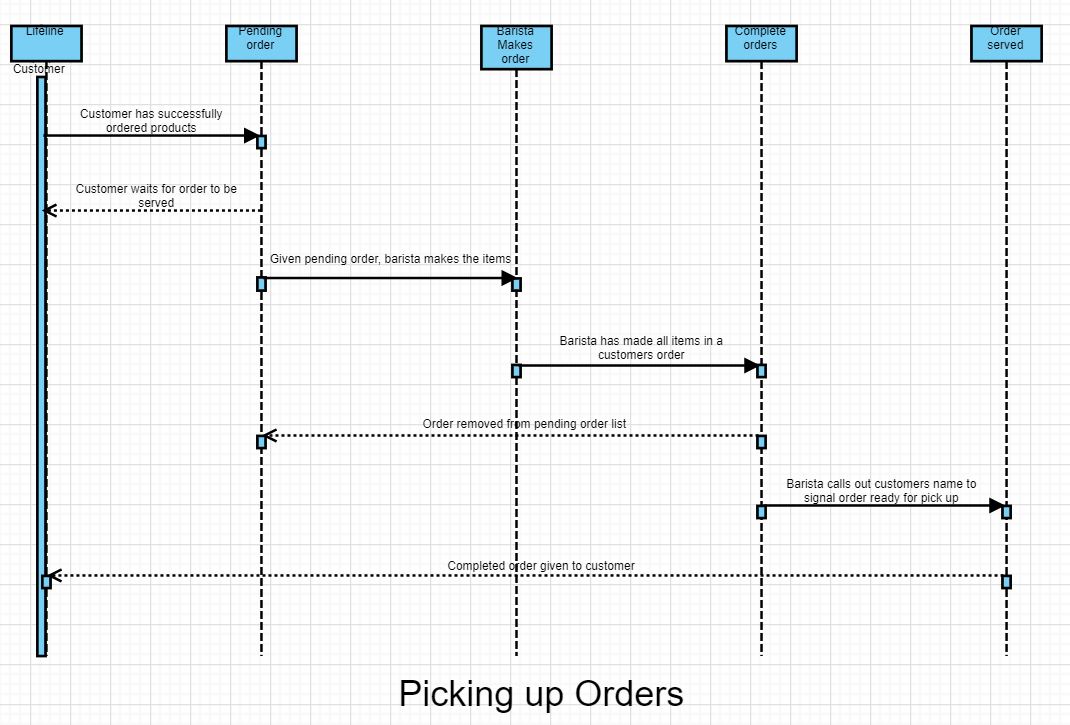 Lifeline
Customer
Pending
order
Barista
Makes
order
Complete
orders
Order
served
Customer has successfully
ordered products
Customer waits for order to be
served
Given pending order, barista makes the items
Barista has made all items in a
customers order
Order removed from pending order list
Barista calls out customers name to
signal order ready for pick up
Completed order given to customer
Picking up Orders